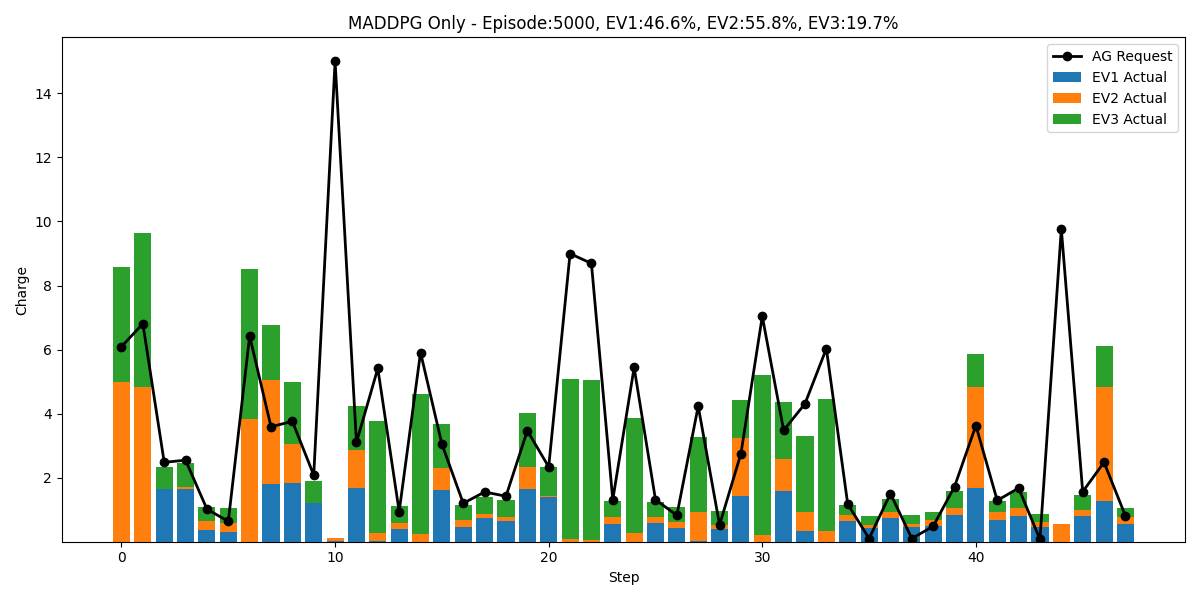 MADDPG Only - Episode:5000, EV1:46.6%, EV2:55.8%, EV3:19.7%
AG Request
EV1 Actual
EV2 Actual
EV3 Actual
Charge
14
12
10
8
6
4
2
0 10 20 30 40
Step